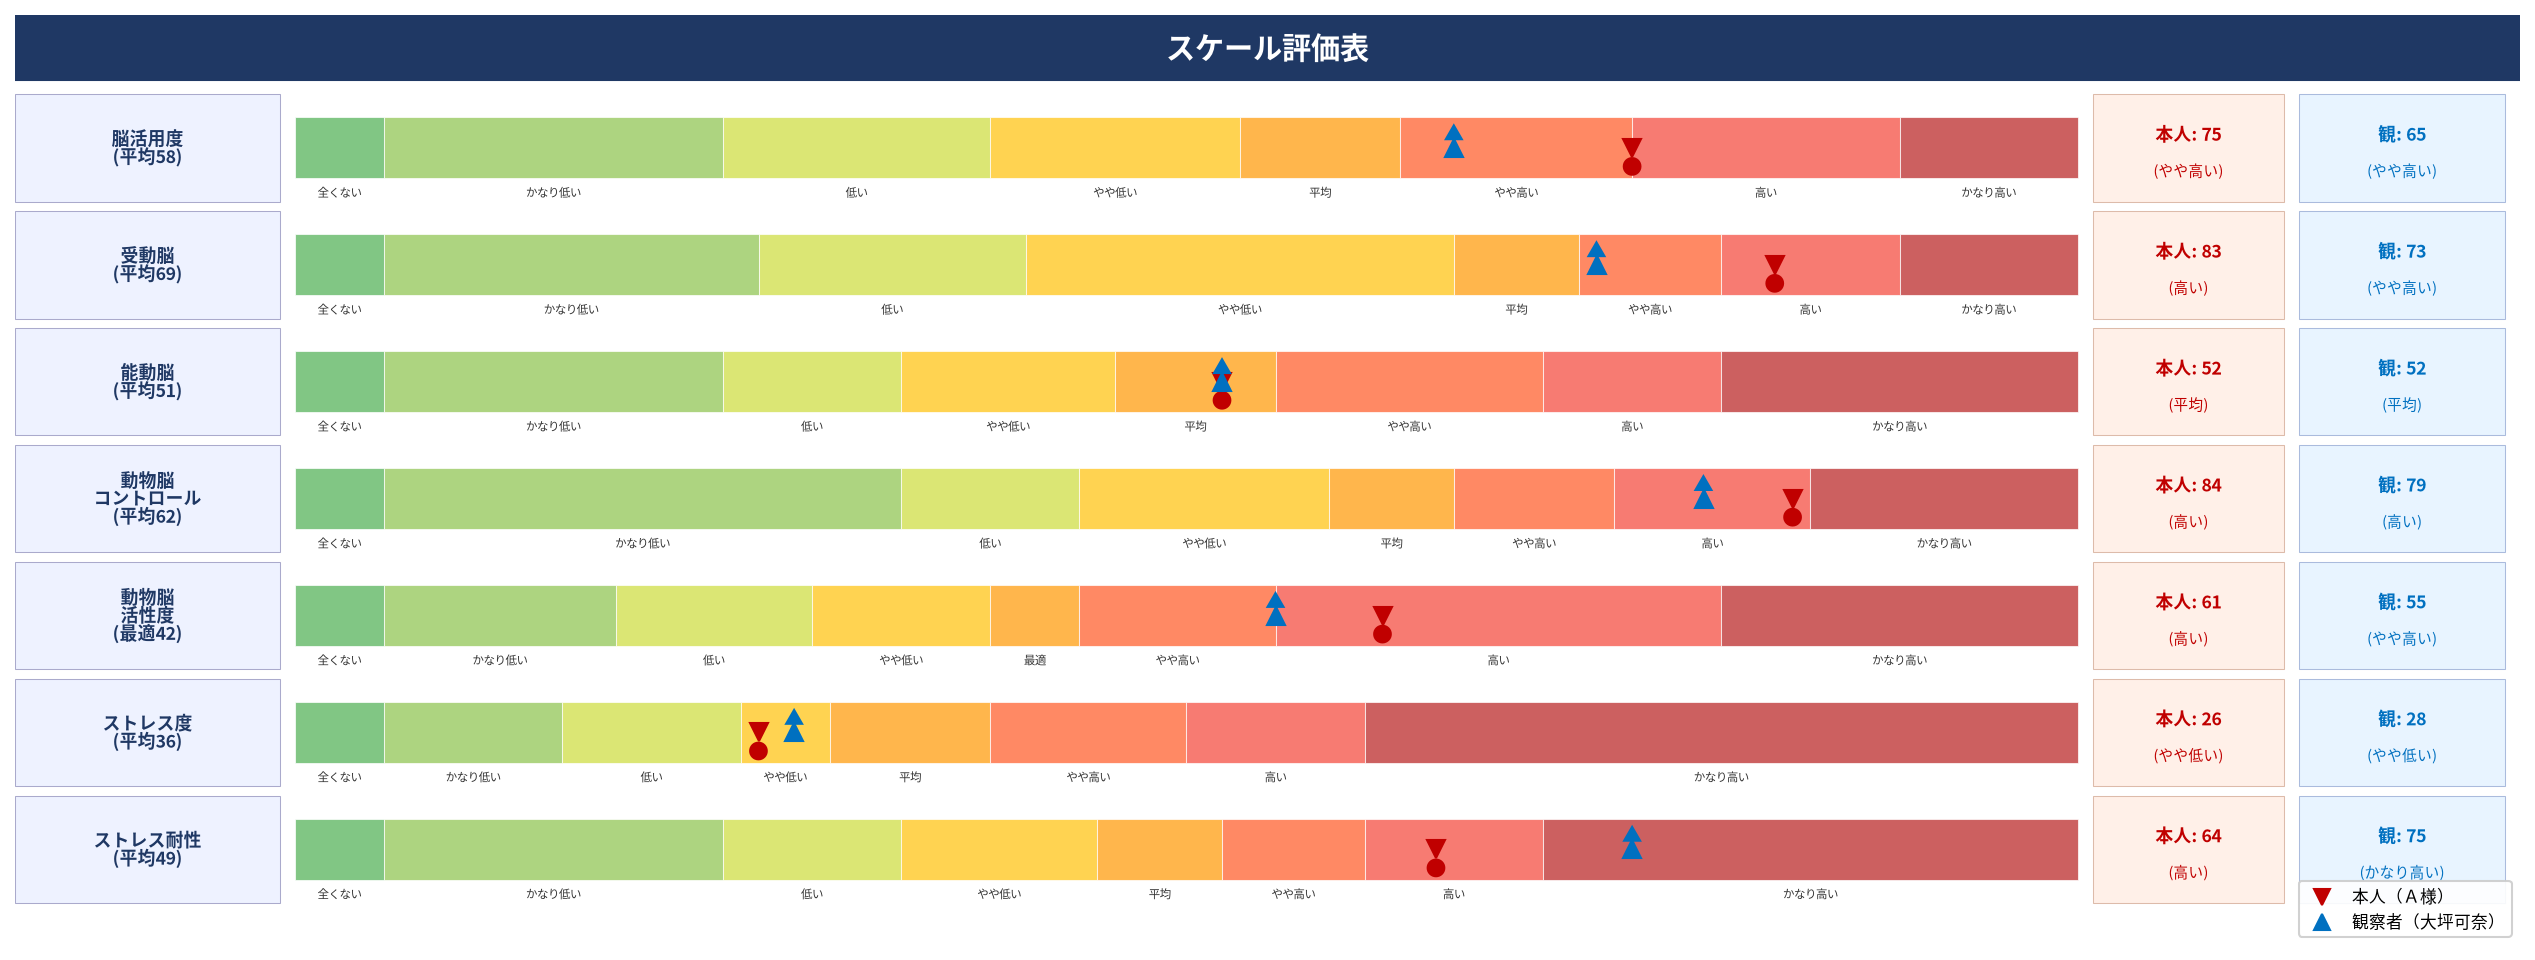 スケール評価表
脳活用度
(平均58)
全くない かなり低い 低い やや低い 平均 やや高い 高い かなり高い
本人: 75
(やや高い)
観: 65
(やや高い)
受動脳
(平均69)
全くない かなり低い 低い やや低い 平均 やや高い 高い かなり高い
本人: 83
(高い)
観: 73
(やや高い)
能動脳
(平均51)
全くない かなり低い 低い やや低い 平均 やや高い 高い かなり高い
本人: 52
(平均)
観: 52
(平均)
動物脳
コントロール
(平均62)
全くない かなり低い 低い やや低い 平均 やや高い 高い かなり高い
本人: 84
(高い)
観: 79
(高い)
動物脳
活性度
(最適42)
全くない かなり低い 低い やや低い 最適 やや高い 高い かなり高い
本人: 61
(高い)
観: 55
(やや高い)
ストレス度
(平均36)
全くない かなり低い 低い やや低い 平均 やや高い 高い かなり高い
本人: 26
(やや低い)
観: 28
(やや低い)
ストレス耐性
(平均49)
全くない かなり低い 低い やや低い 平均 やや高い 高い かなり高い
本人: 64
(高い)
観: 75
(かなり高い)
本人（Ａ様）
観察者（大坪可奈）